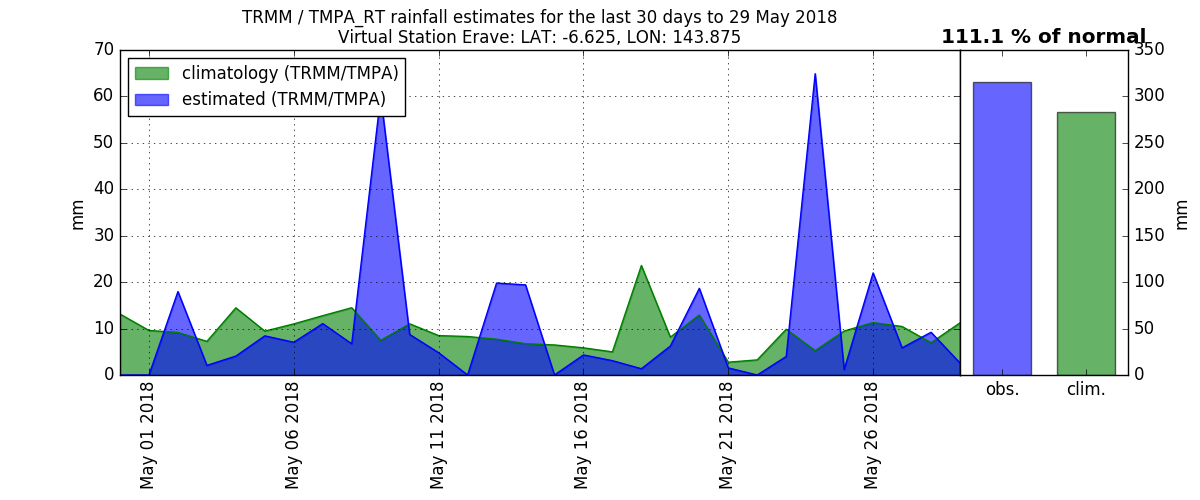 TRMM / TMPA_RT rainfall estimates for the last 30 days to 29 May 2018
Virtual Station Erave: LAT: -6.625, LON: 143.875
111.1 % of normal
climatology (TRMM/TMPA)
estimated (TRMM/TMPA)
70
60
50
40
30
20
10
0
mm
May 01 2018
May 06 2018
May 11 2018
May 16 2018
May 21 2018
May 26 2018
350
300
250
200
150
100
50
0
mm
obs.
clim.